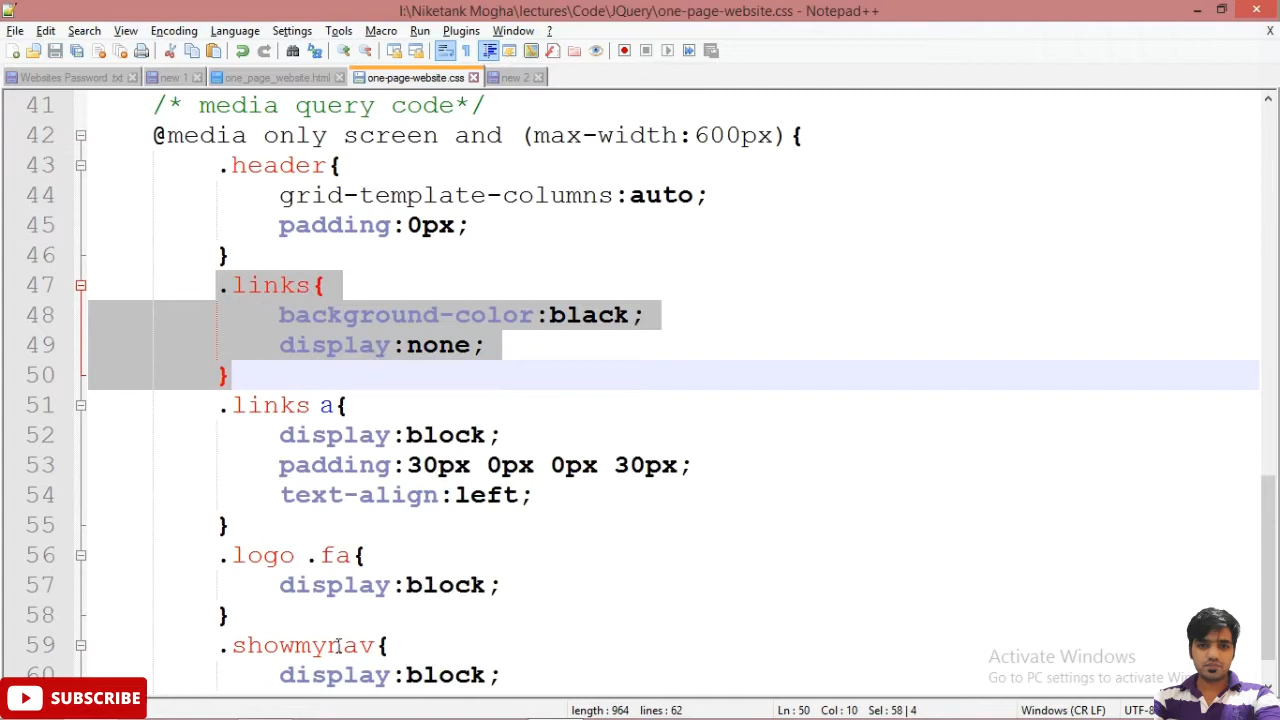 I:\Niketank Mogha\lectures\Code\JQuery\one-page-website.css - Notepad++
File Edit Search View Encoding Language Settings Tools Macro Run Plugins Window ?
X
Websites Password.txt new 1 one_page_website.html one-page-website.css new 2
41 /* media query code*/
42 @media only screen and (max-width:600px){
43 .header{
44 grid-template-columns:auto;
45 padding:0px;
46 }
47 .links{
48 background-color:black;
49 display:none;
50 }
51 .links a{
52 display:block;
53 padding:30px 0px 0px 30px;
54 text-align:left;
55 }
56 .logo .fa{
57 display:block;
58 }
59 .showmynav{
60 display:block;
Activate Windows
Go to PC settings to activate Win
SUBSCRIBE
length : 964 lines : 62 Ln : 50 Col : 10 Sel : 58 | 4 Windows (CR LF) UTF-8